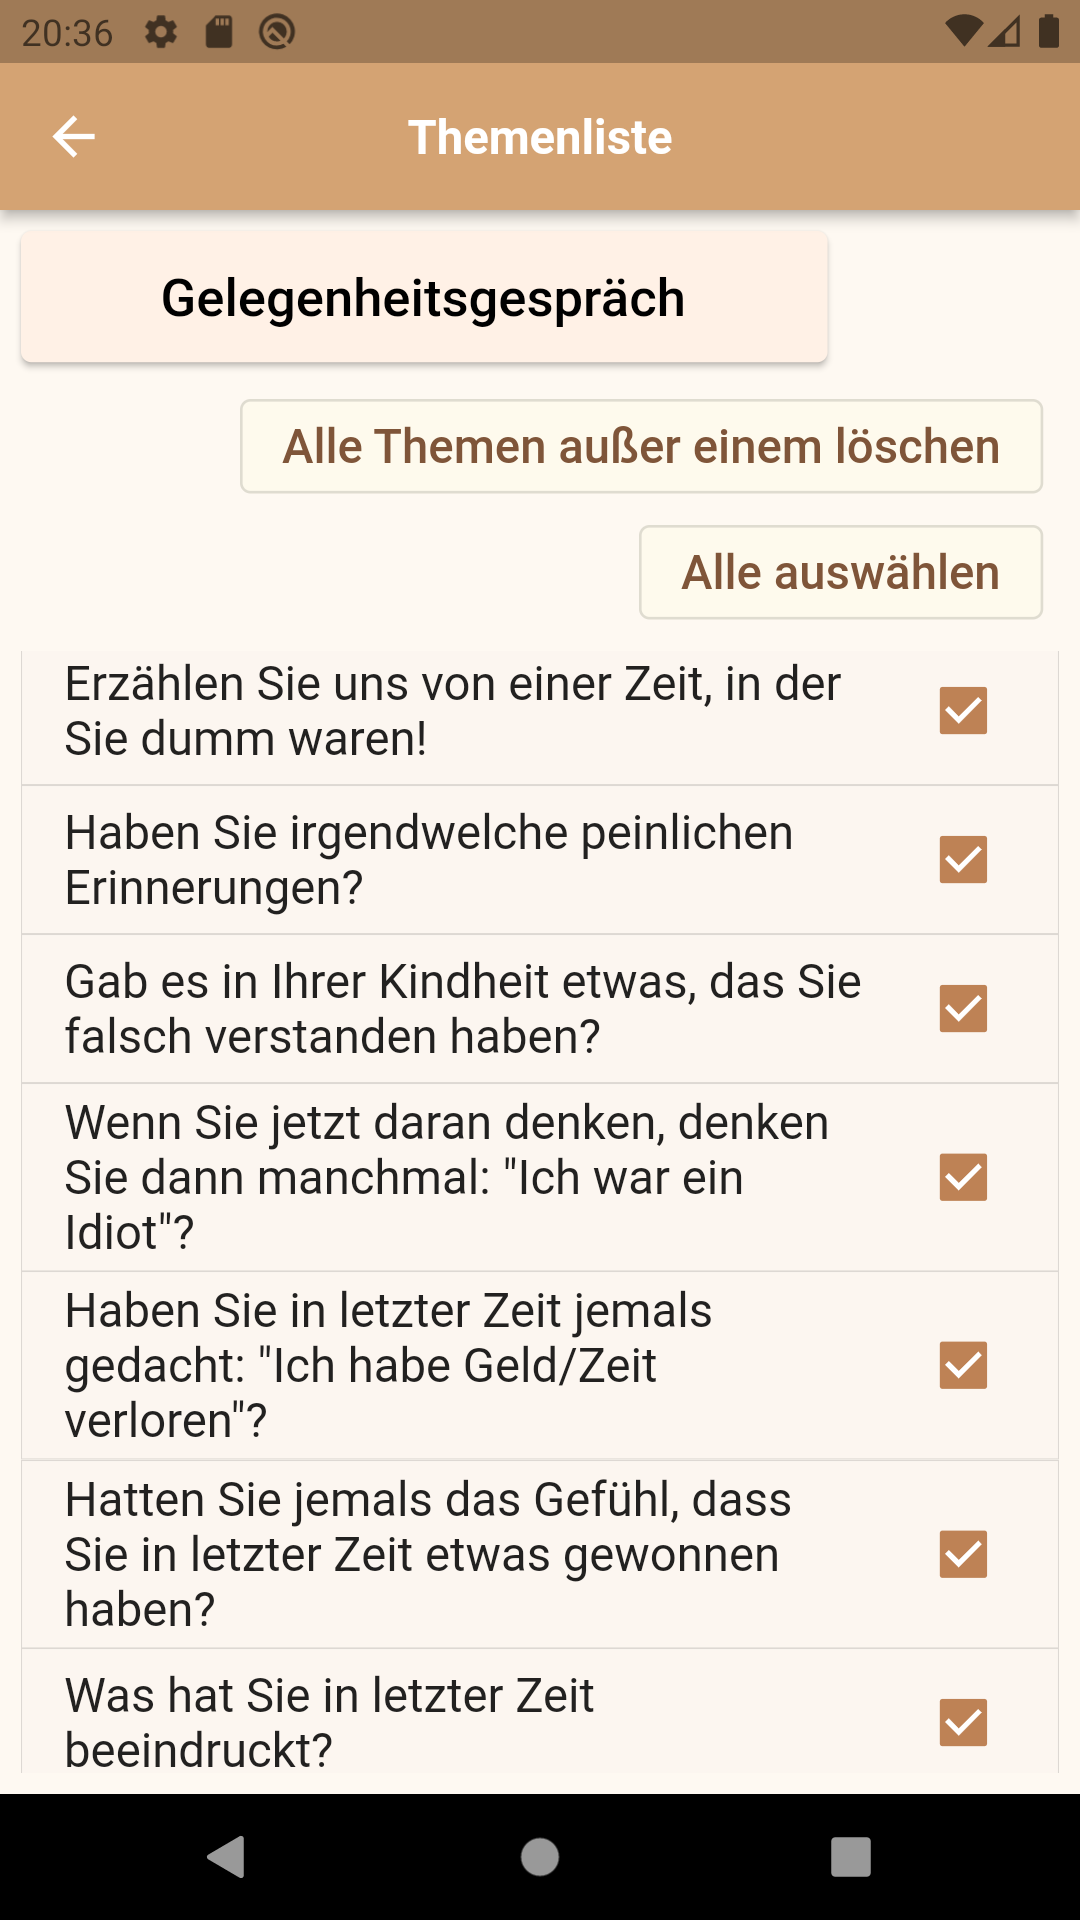 20:36
Themenliste
Gelegenheitsgespräch
Alle Themen außer einem löschen
Alle auswählen
Erzählen Sie uns von einer Zeit, in der
Sie dumm waren!
Haben Sie irgendwelche peinlichen
Erinnerungen?
Gab es in Ihrer Kindheit etwas, das Sie
falsch verstanden haben?
Wenn Sie jetzt daran denken, denken
Sie dann manchmal: "Ich war ein
Idiot"?
Haben Sie in letzter Zeit jemals
gedacht: "Ich habe Geld/Zeit
verloren"?
Hatten Sie jemals das Gefühl, dass
Sie in letzter Zeit etwas gewonnen
haben?
Was hat Sie in letzter Zeit
beeindruckt?